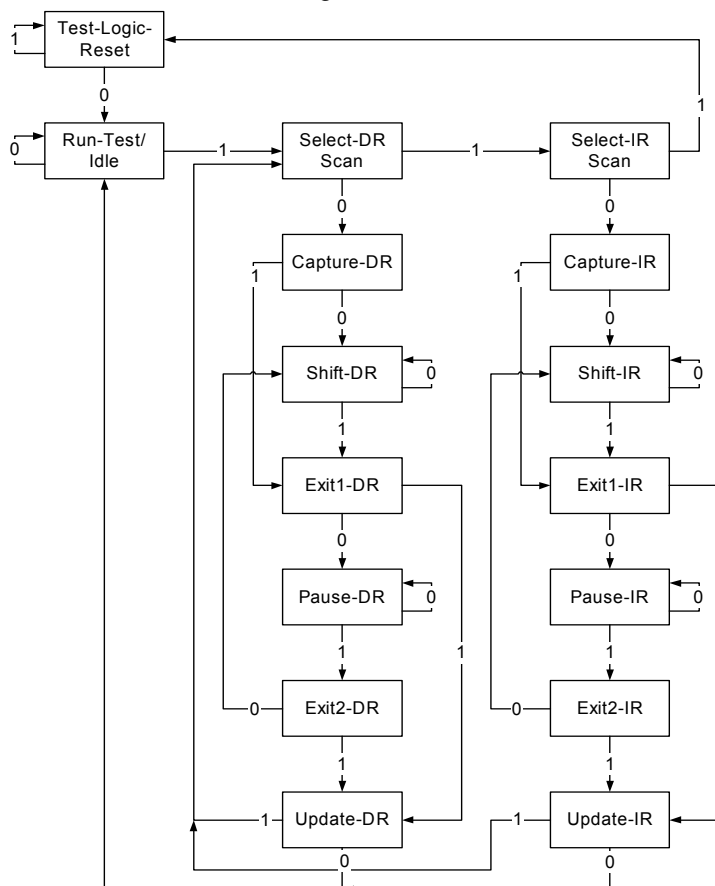 Test-Logic-
Reset
1
1
0
Run-Test/
Idle
0
1
Select-DR
Scan
1
Select-IR
Scan
0
0
1
Capture-DR
1
Capture-IR
0
0
Shift-DR
0
Shift-IR
0
1
1
Exit1-DR
Exit1-IR
0
0
Pause-DR
0
Pause-IR
0
1
1
1
0
Exit2-DR
0
Exit2-IR
1
1
1
Update-DR
1
Update-IR
0
0